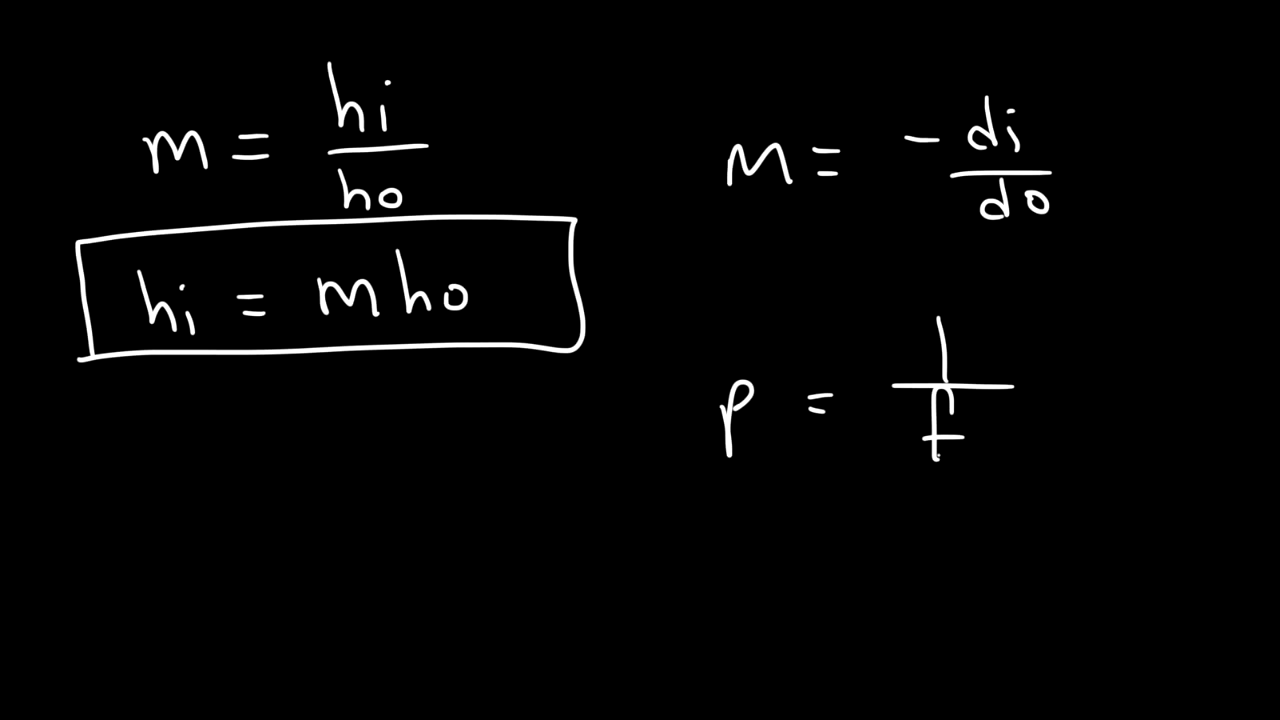 m = hi/ho
hi = mho
M = - di/do
P = 1/f